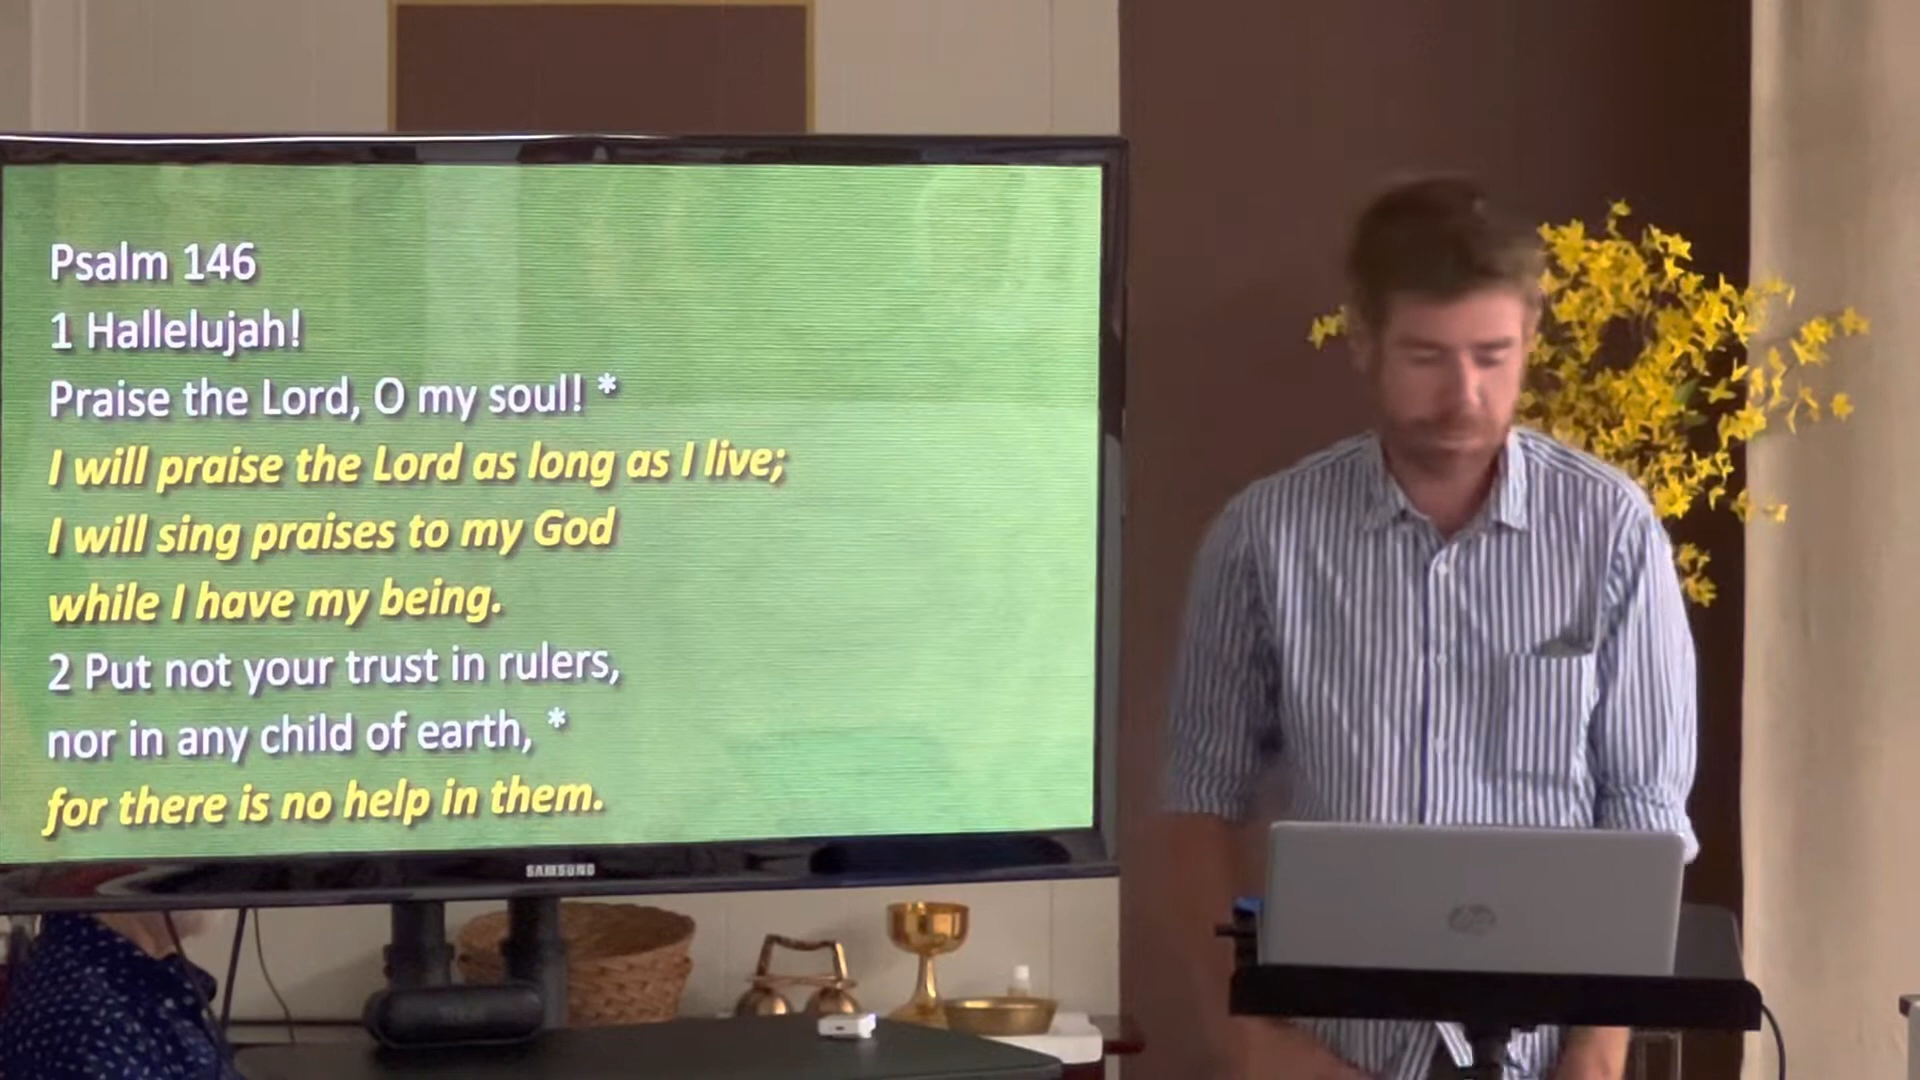 Psalm 146
1 Hallelujah!
Praise the Lord, O my soul! *
I will praise the Lord as long as I live;
I will sing praises to my God
while I have my being.
2 Put not your trust in rulers,
nor in any child of earth, *
for there is no help in them.
SAMSUNG
hp